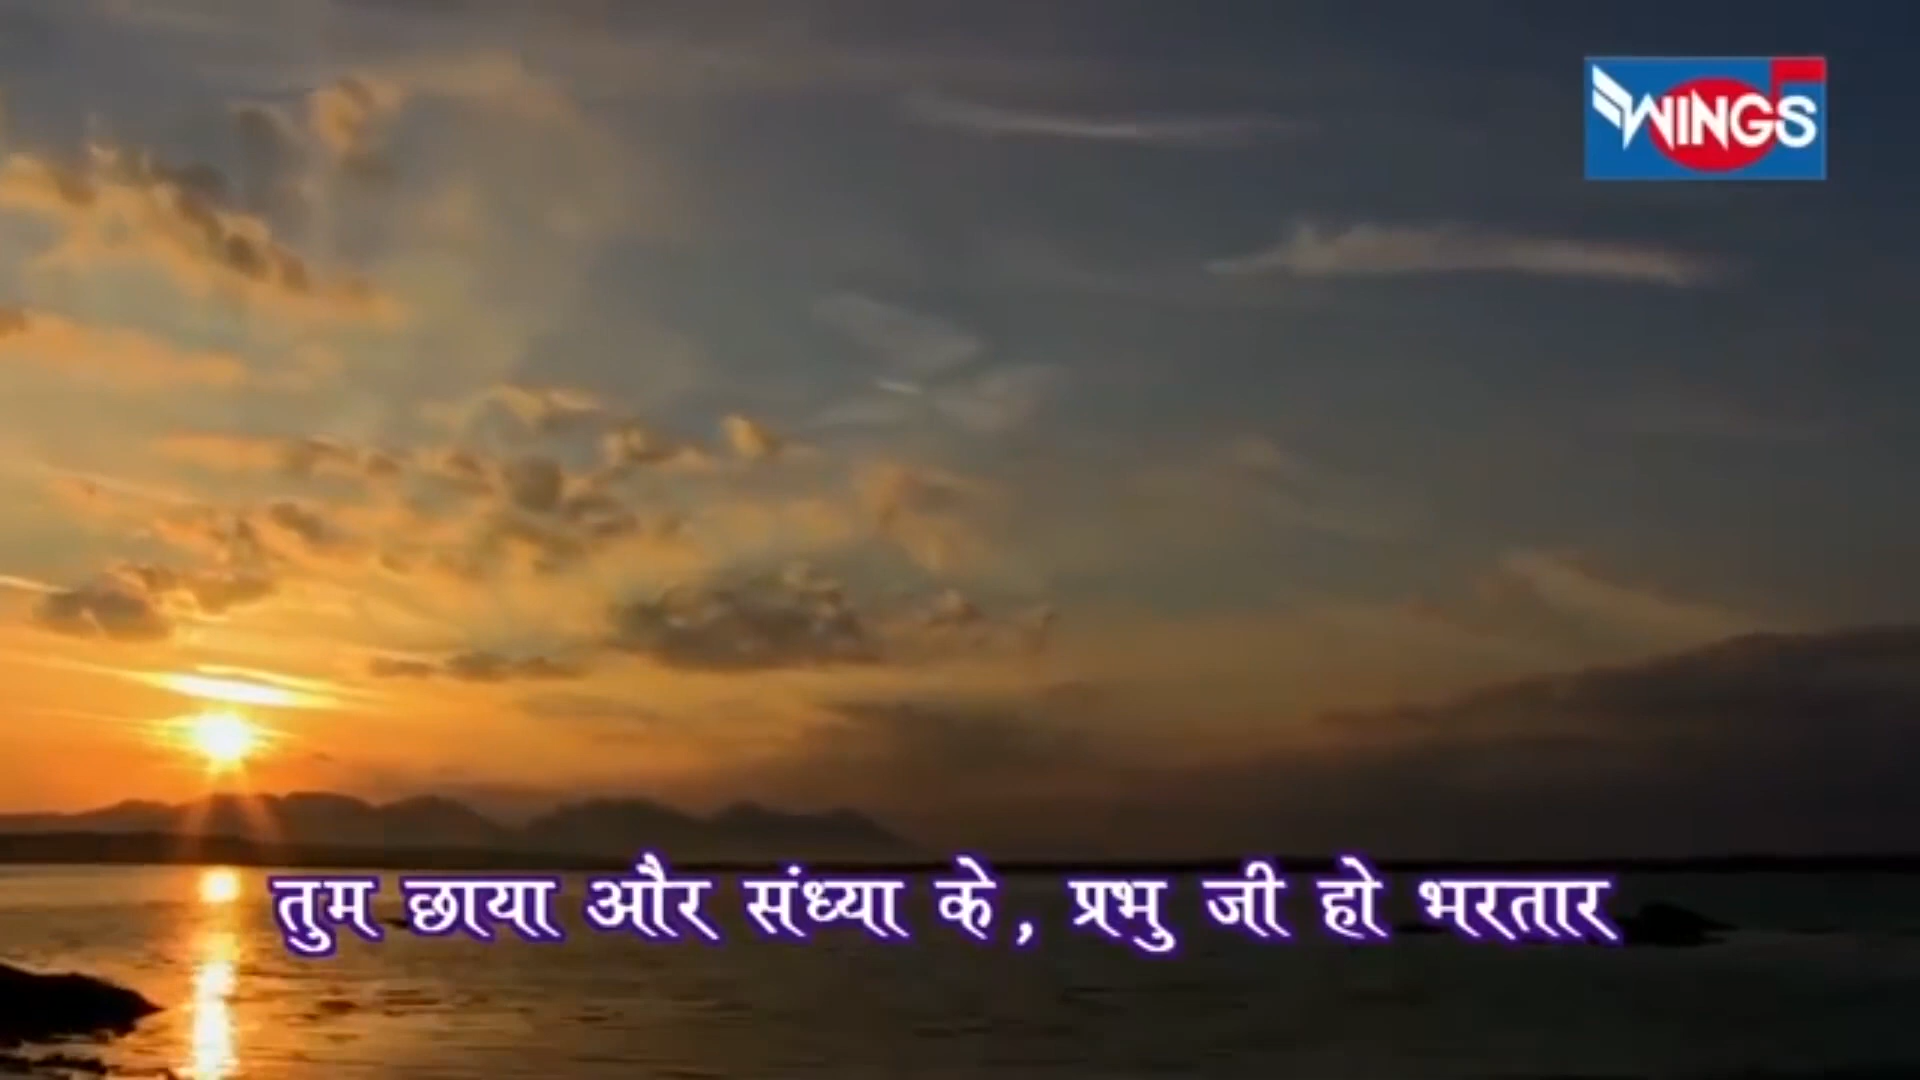 WINGS
तुम छाया और संध्या के, प्रभु जी हो भरतार